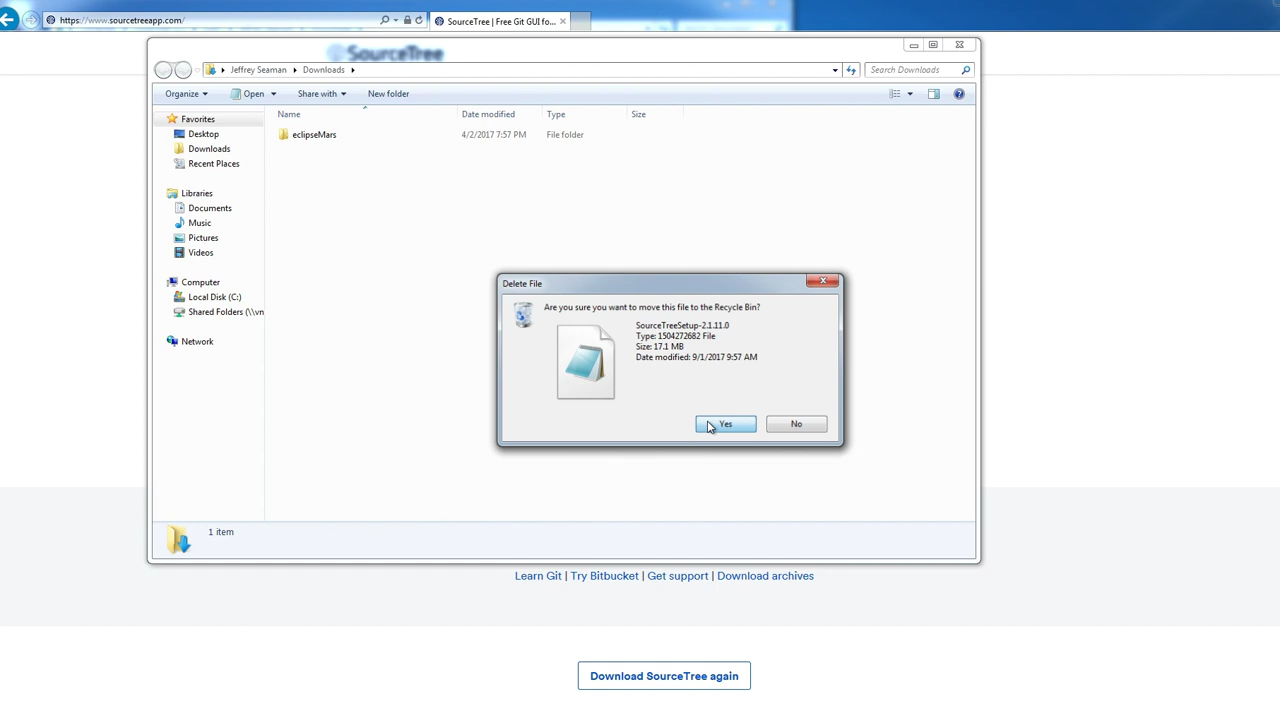 https://www.sourcetreeapp.com/
SourceTree | Free Git GUI fo...
SourceTree
Jeffrey Seaman
Downloads
Search Downloads
Organize
Open
Share with
New folder
Favorites
Desktop
Downloads
Recent Places
Libraries
Documents
Music
Pictures
Videos
Computer
Local Disk (C:)
Shared Folders (\\vn
Network
Name
Date modified
Type
Size
eclipseMars
4/2/2017 7:57 PM
File folder
Delete File
Are you sure you want to move this file to the Recycle Bin?
SourceTreeSetup-2.1.11.0
Type: 1504272682 File
Size: 17.1 MB
Date modified: 9/1/2017 9:57 AM
Yes
No
1 item
Learn Git | Try Bitbucket | Get support | Download archives
Download SourceTree again